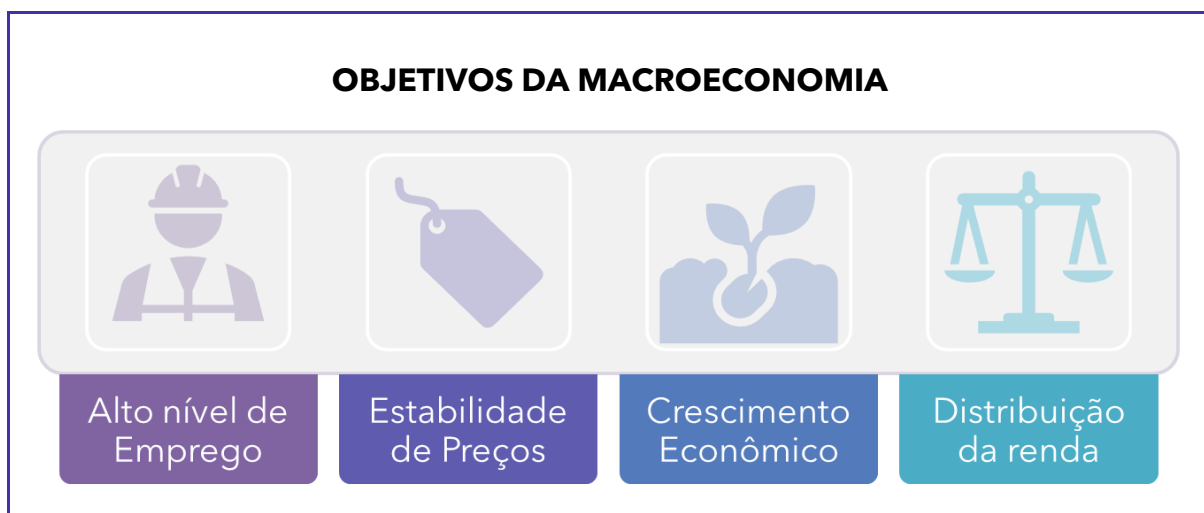 OBJETIVOS DA MACROECONOMIA
Alto nível de
Emprego
Estabilidade
de Preços
Crescimento
Econômico
Distribuição
da renda